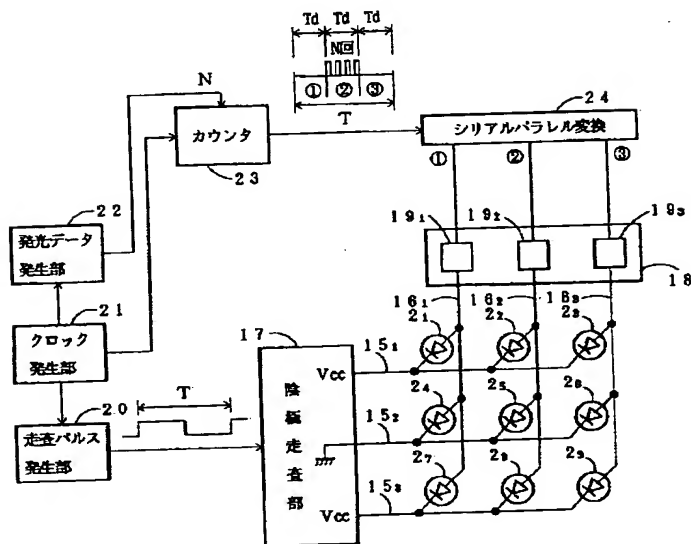 Td Td Td
N回
① ② ③
T
N
24
カウンタ
シリアルパラレル変換
23
① ② ③
22
発光データ
発生部
19₁ 19₂ 19₃
18
21
クロック
発生部
16₁ 16₂ 16₃
17
2₁ 2₂ 2₃
15₁
Vcc
20
走査パルス
発生部
T
陰極走査部
2₄ 2₅ 2₆
15₂
2₇ 2₈ 2₉
15₃
Vcc